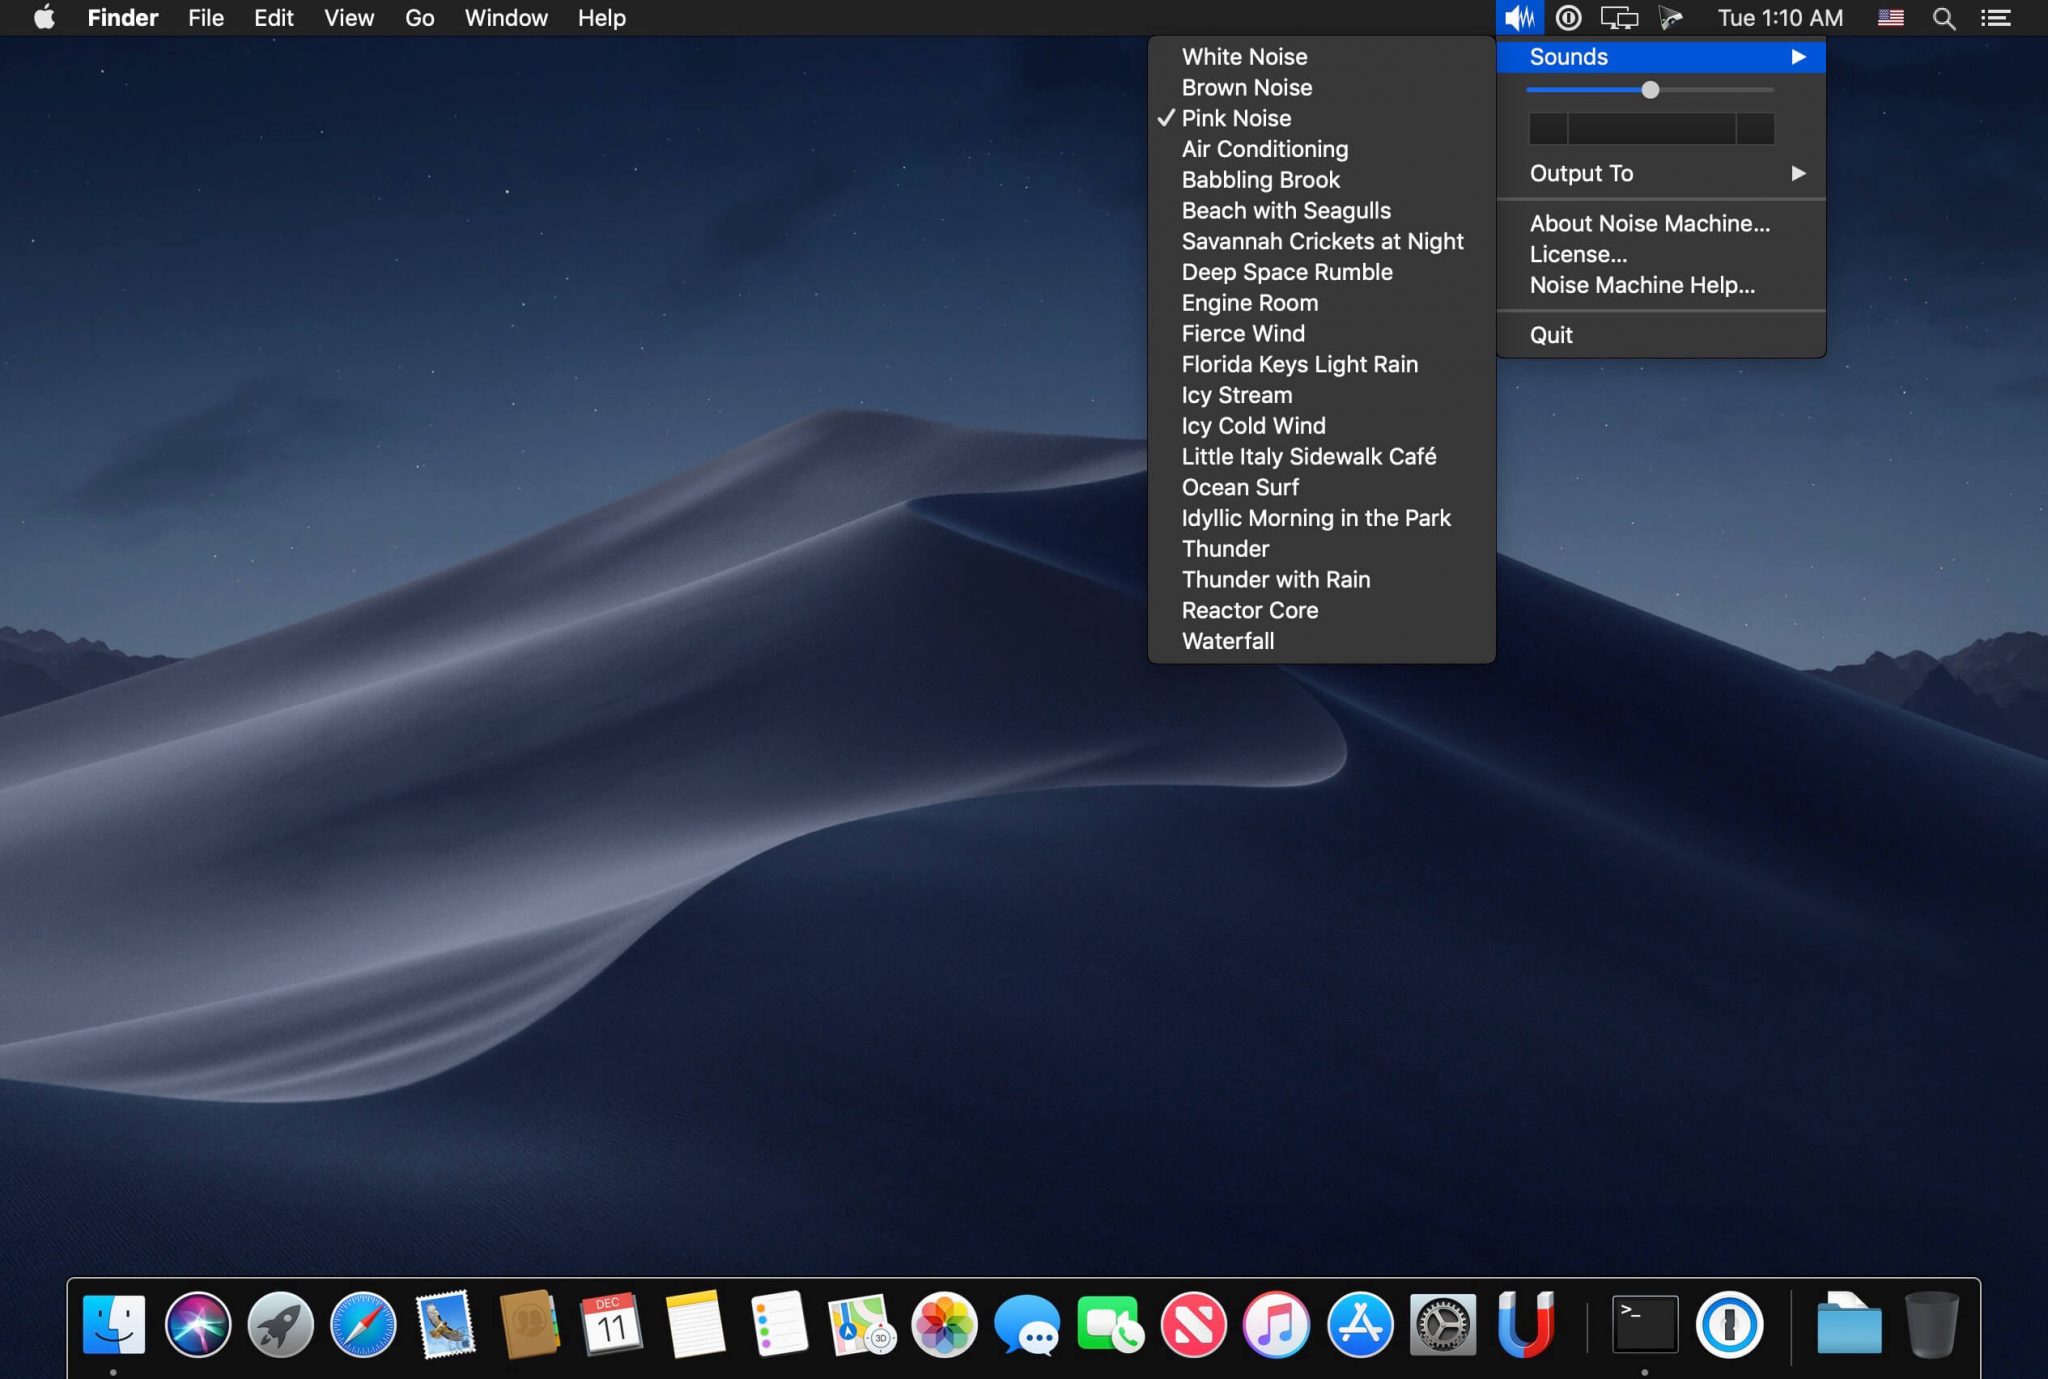 Finder File Edit View Go Window Help Tue 1:10 AM
White Noise
Brown Noise
✓ Pink Noise
Air Conditioning
Babbling Brook
Beach with Seagulls
Savannah Crickets at Night
Deep Space Rumble
Engine Room
Fierce Wind
Florida Keys Light Rain
Icy Stream
Icy Cold Wind
Little Italy Sidewalk Café
Ocean Surf
Idyllic Morning in the Park
Thunder
Thunder with Rain
Reactor Core
Waterfall
Sounds
Output To
About Noise Machine...
License...
Noise Machine Help...
Quit
DEC
11
3D
>_